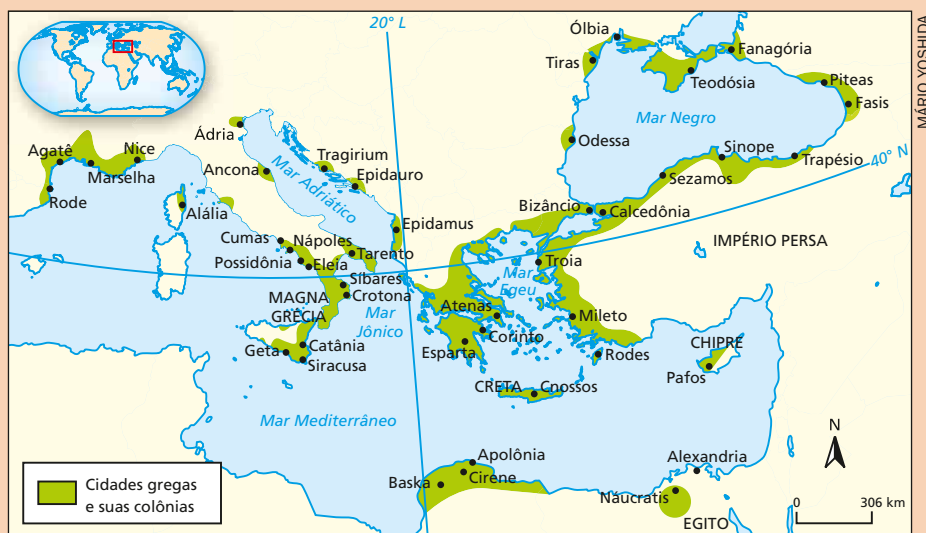 20° L
Ólbia
Fanagória
Tiras
Teodósia
Piteas
Fasis
MÁRIO YOSHIDA
Mar Negro
Ádria
Odessa
Agatê
Nice
Marselha
Tragirium
Sinope
Trapésio
40° N
Ancona
Mar Adriático
Epidauro
Sezamos
Rode
Alália
Bizâncio
Calcedônia
Epidamus
Cumas
Nápoles
Tarento
IMPÉRIO PERSA
Possidônia
Eleia
Troia
Mar
Egeu
Síbares
MAGNA
GRÉCIA
Crotona
Mar
Jônico
Atenas
Mileto
Corinto
Catânia
Geta
Esparta
Rodes
CHIPRE
Siracusa
Pafos
CRETA
Cnossos
Mar Mediterrâneo
N
Apolônia
Alexandria
Cirene
Baska
Cidades gregas
e suas colônias
Náucratis
0
306 km
EGITO